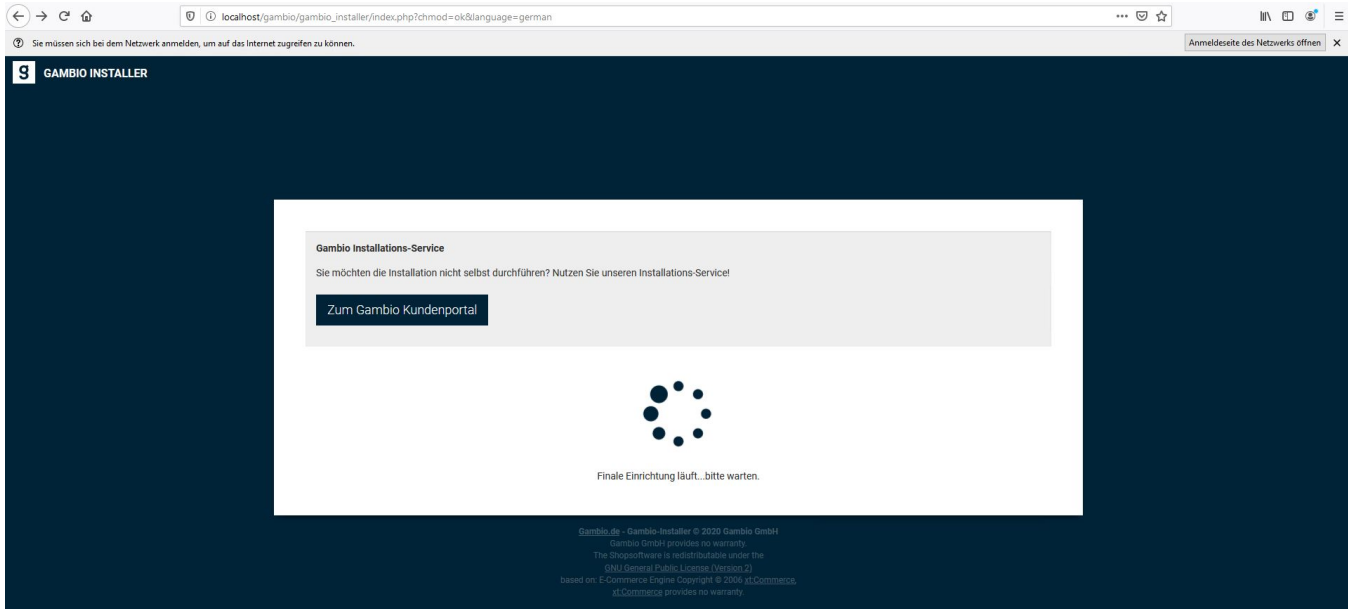 localhost/gambio/gambio_installer/index.php?chmod=ok&language=german
Sie müssen sich bei dem Netzwerk anmelden, um auf das Internet zugreifen zu können.
Anmeldeseite des Netzwerks öffnen
g GAMBIO INSTALLER
Gambio Installations-Service
Sie möchten die Installation nicht selbst durchführen? Nutzen Sie unseren Installations-Service!
Zum Gambio Kundenportal
Finale Einrichtung läuft...bitte warten.
Gambio.de - Gambio-Installer © 2020 Gambio GmbH
Gambio GmbH provides no warranty.
The Shopsoftware is redistributable under the
GNU General Public License (Version 2)
based on: E-Commerce Engine Copyright © 2006 xt:Commerce,
xt:Commerce provides no warranty.